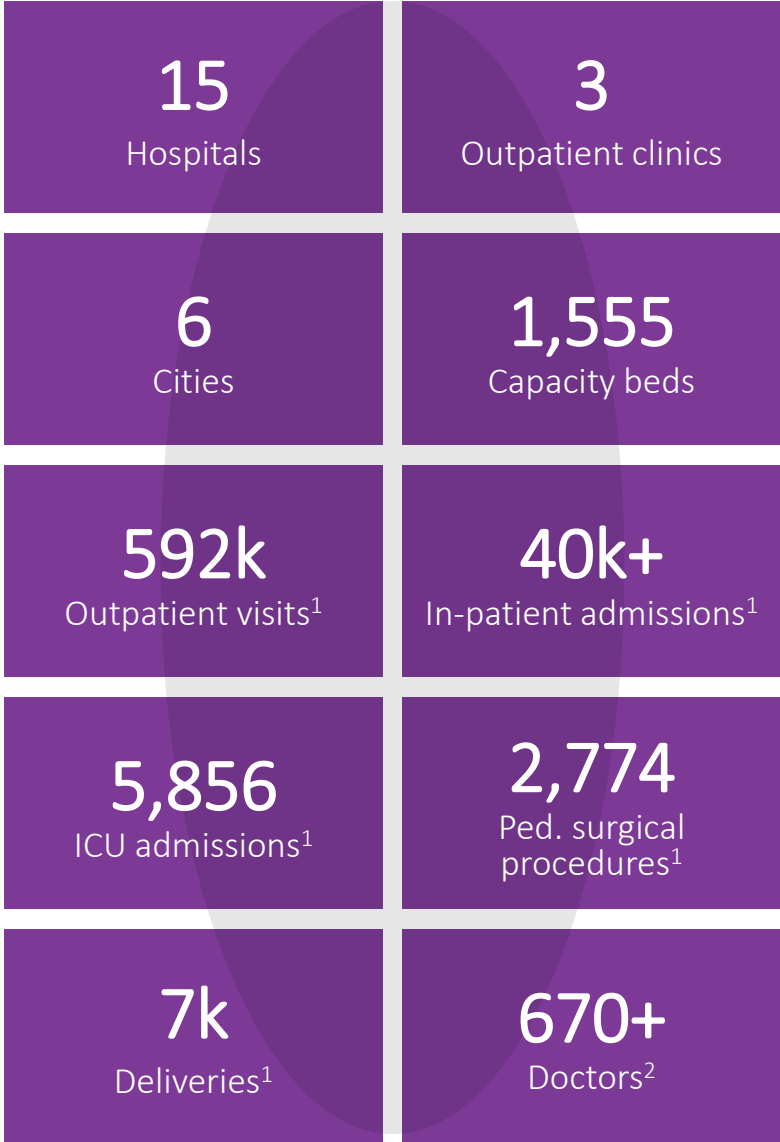 15
Hospitals
3
Outpatient clinics
6
Cities
1,555
Capacity beds
592k
Outpatient visits¹
40k+
In-patient admissions¹
5,856
ICU admissions¹
2,774
Ped. surgical
procedures¹
7k
Deliveries¹
670+
Doctors²